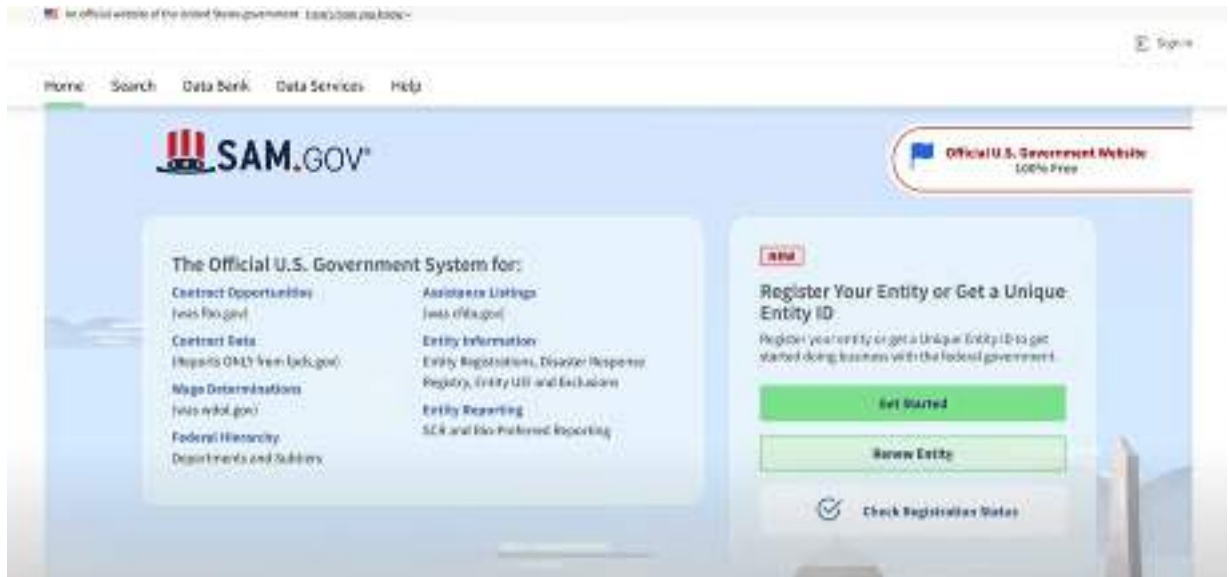 An official website of the United States government Here's how you know
Sign In
Home Search Data Bank Data Services Help
SAM.GOV®
Official U.S. Government Website
100% Free
The Official U.S. Government System for:
Contract Opportunities
(was fbo.gov)
Contract Data
(Reports ONLY from fpds.gov)
Wage Determinations
(was wdol.gov)
Federal Hierarchy
Departments and Subtiers
Assistance Listings
(was cfda.gov)
Entity Information
Entity Registrations, Disaster Response
Registry, Entity UEI and Exclusions
Entity Reporting
SCR and Bio-Preferred Reporting
NEW
Register Your Entity or Get a Unique
Entity ID
Register your entity or get a Unique Entity ID to get
started doing business with the federal government.
Get Started
Renew Entity
Check Registration Status